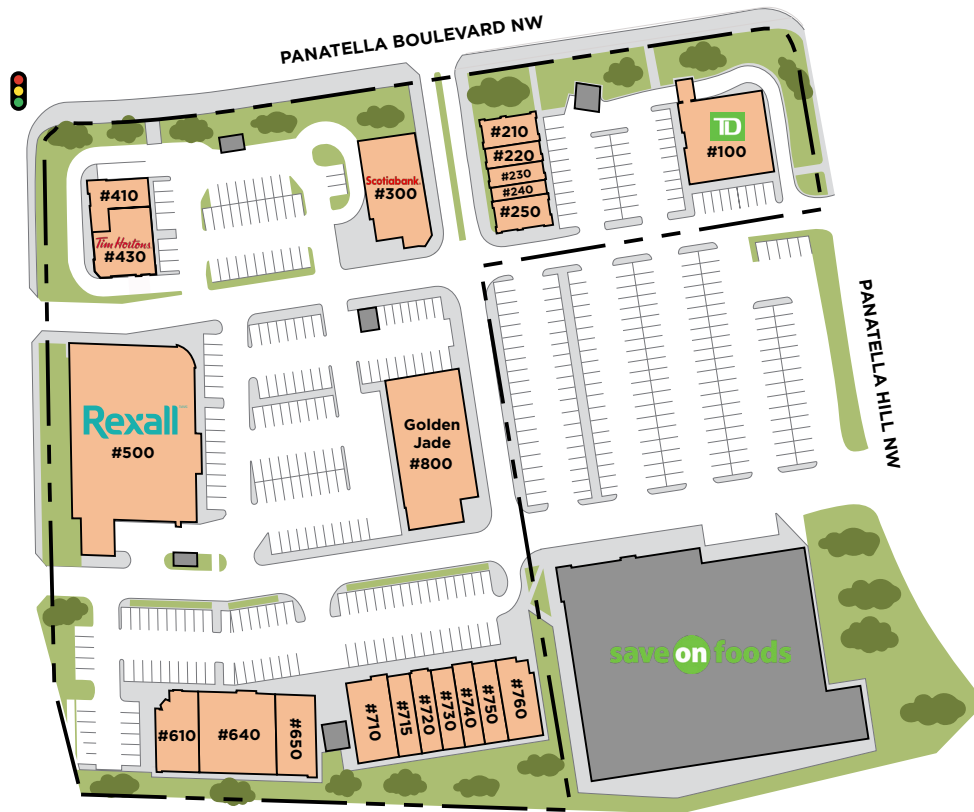 PANATELLA BOULEVARD NW
#210
#220
#230
#240
#250
TD
#100
Scotiabank
#300
#410
Tim Hortons
#430
PANATELLA HILL NW
Rexall
#500
Golden
Jade
#800
save on foods
#610
#640
#650
#710
#715
#720
#730
#740
#750
#760